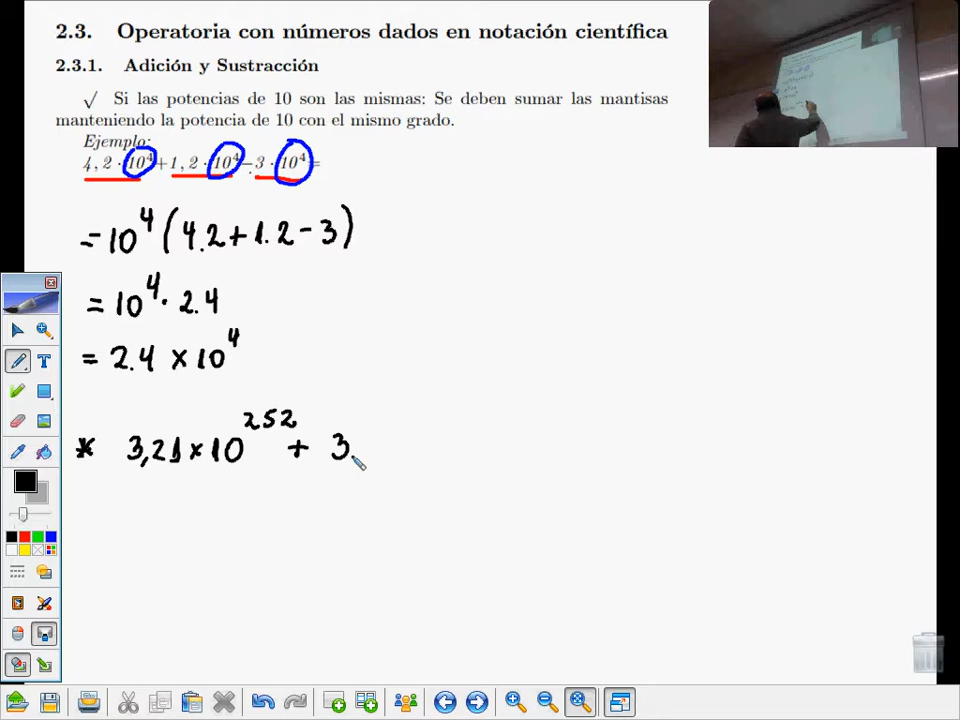 2.3. Operatoria con números dados en notación científica
2.3.1. Adición y Sustracción
√ Si las potencias de 10 son las mismas: Se deben sumar las mantisas
manteniendo la potencia de 10 con el mismo grado.
Ejemplo:
4, 2 · 10⁴ + 1, 2 · 10⁴ − 3 · 10⁴ =
= 10⁴ (4.2 + 1.2 - 3)
= 10⁴ · 2.4
= 2.4 × 10⁴
* 3,21 × 10²⁵² + 3.
T